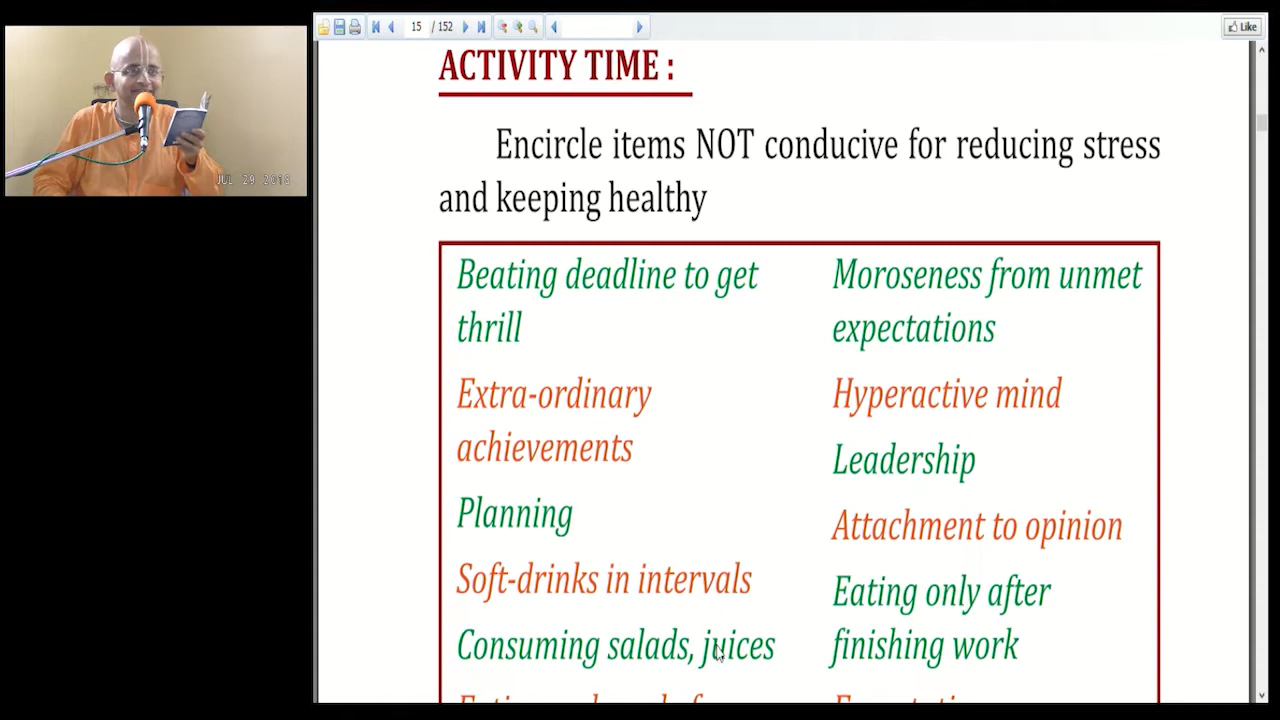 15 / 152
Like
JUL 29 2018
ACTIVITY TIME :
Encircle items NOT conducive for reducing stress
and keeping healthy
Beating deadline to get
thrill
Extra-ordinary
achievements
Planning
Soft-drinks in intervals
Consuming salads, juices
Moroseness from unmet
expectations
Hyperactive mind
Leadership
Attachment to opinion
Eating only after
finishing work